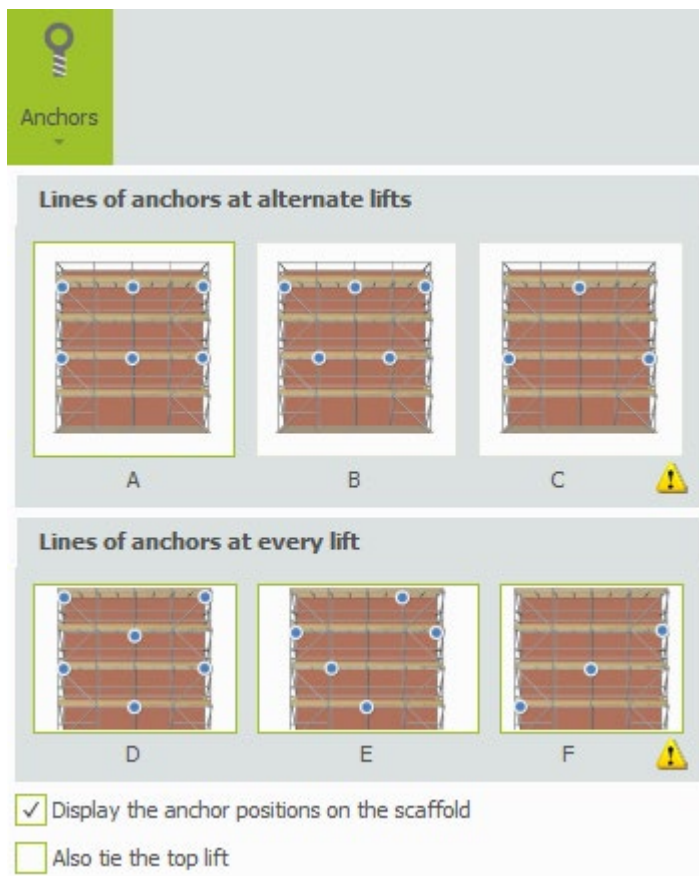 Anchors
Lines of anchors at alternate lifts
A B C
Lines of anchors at every lift
D E F
Display the anchor positions on the scaffold
Also tie the top lift